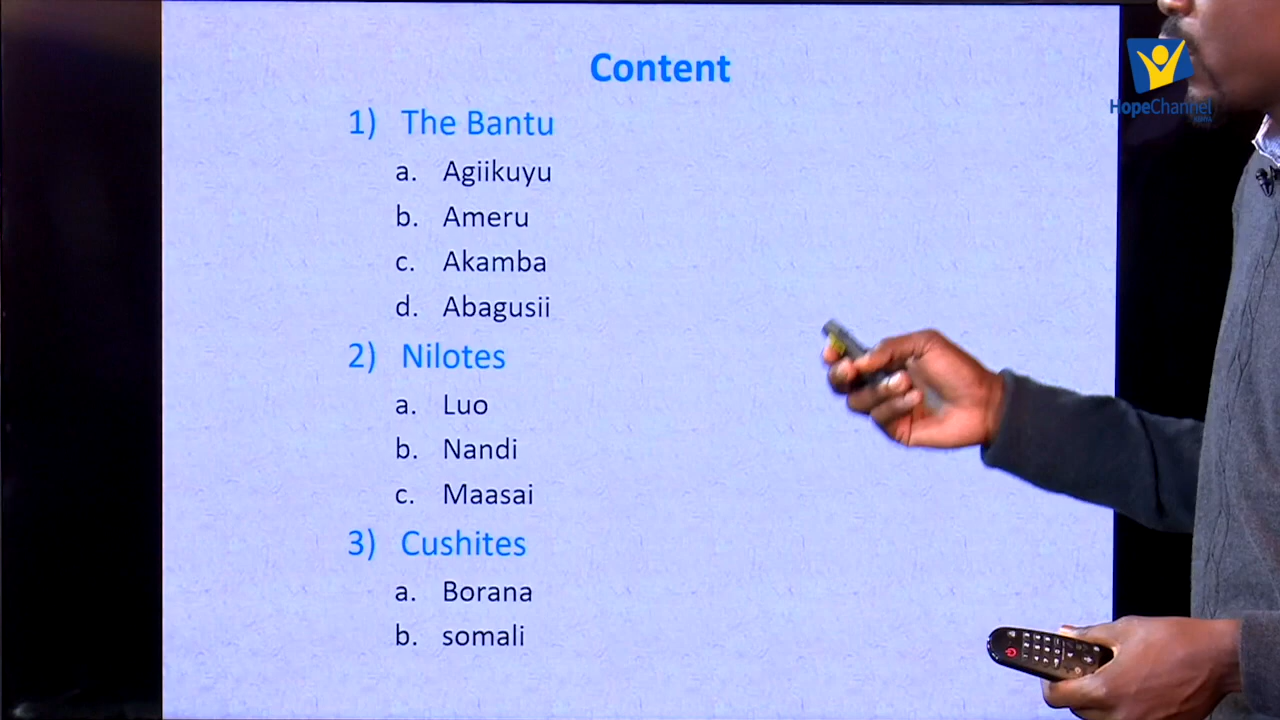 Content
1) The Bantu
a. Agiikuyu
b. Ameru
c. Akamba
d. Abagusii
2) Nilotes
a. Luo
b. Nandi
c. Maasai
3) Cushites
a. Borana
b. somali
HopeChannel